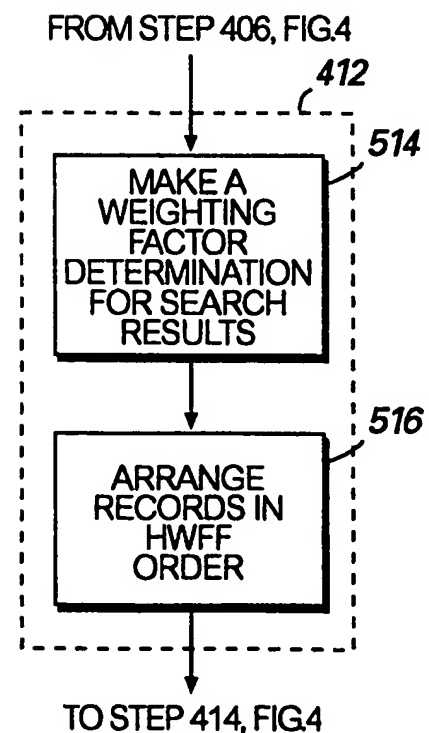 FROM STEP 406, FIG.4
412
514
MAKE A
WEIGHTING
FACTOR
DETERMINATION
FOR SEARCH
RESULTS
516
ARRANGE
RECORDS IN
HWFF
ORDER
TO STEP 414, FIG.4